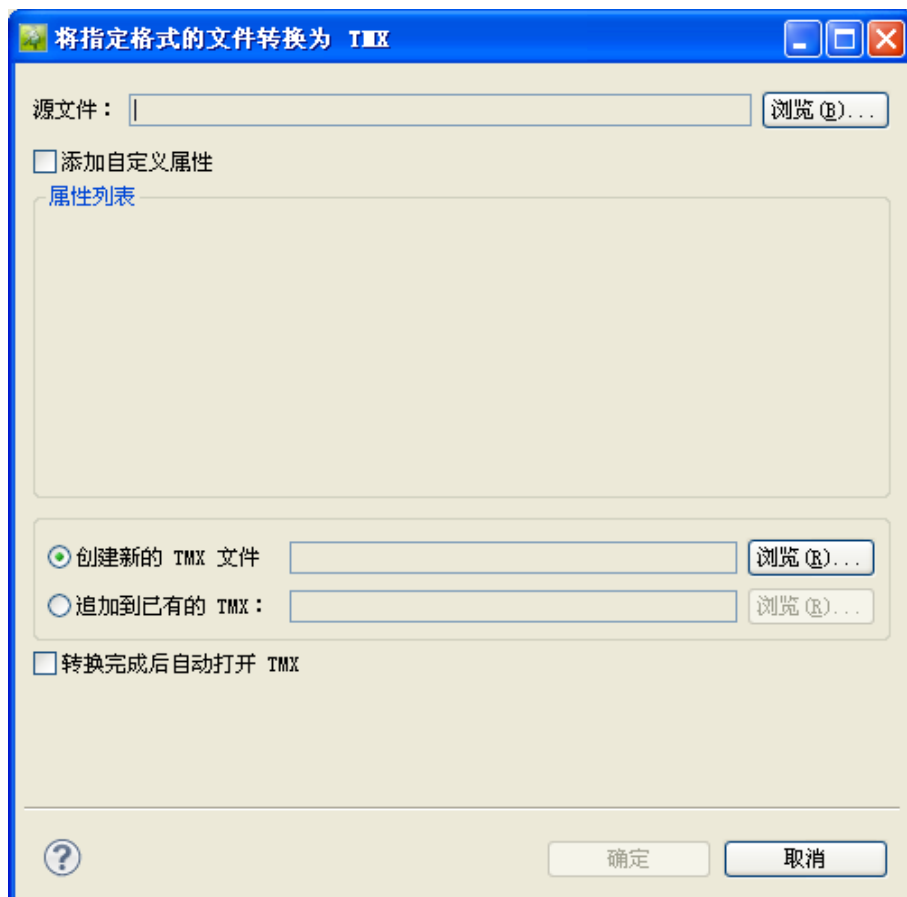 将指定格式的文件转换为 TMX
源文件： 浏览(B)...
添加自定义属性
属性列表
创建新的 TMX 文件 浏览(R)...
追加到已有的 TMX： 浏览(R)...
转换完成后自动打开 TMX
? 确定 取消